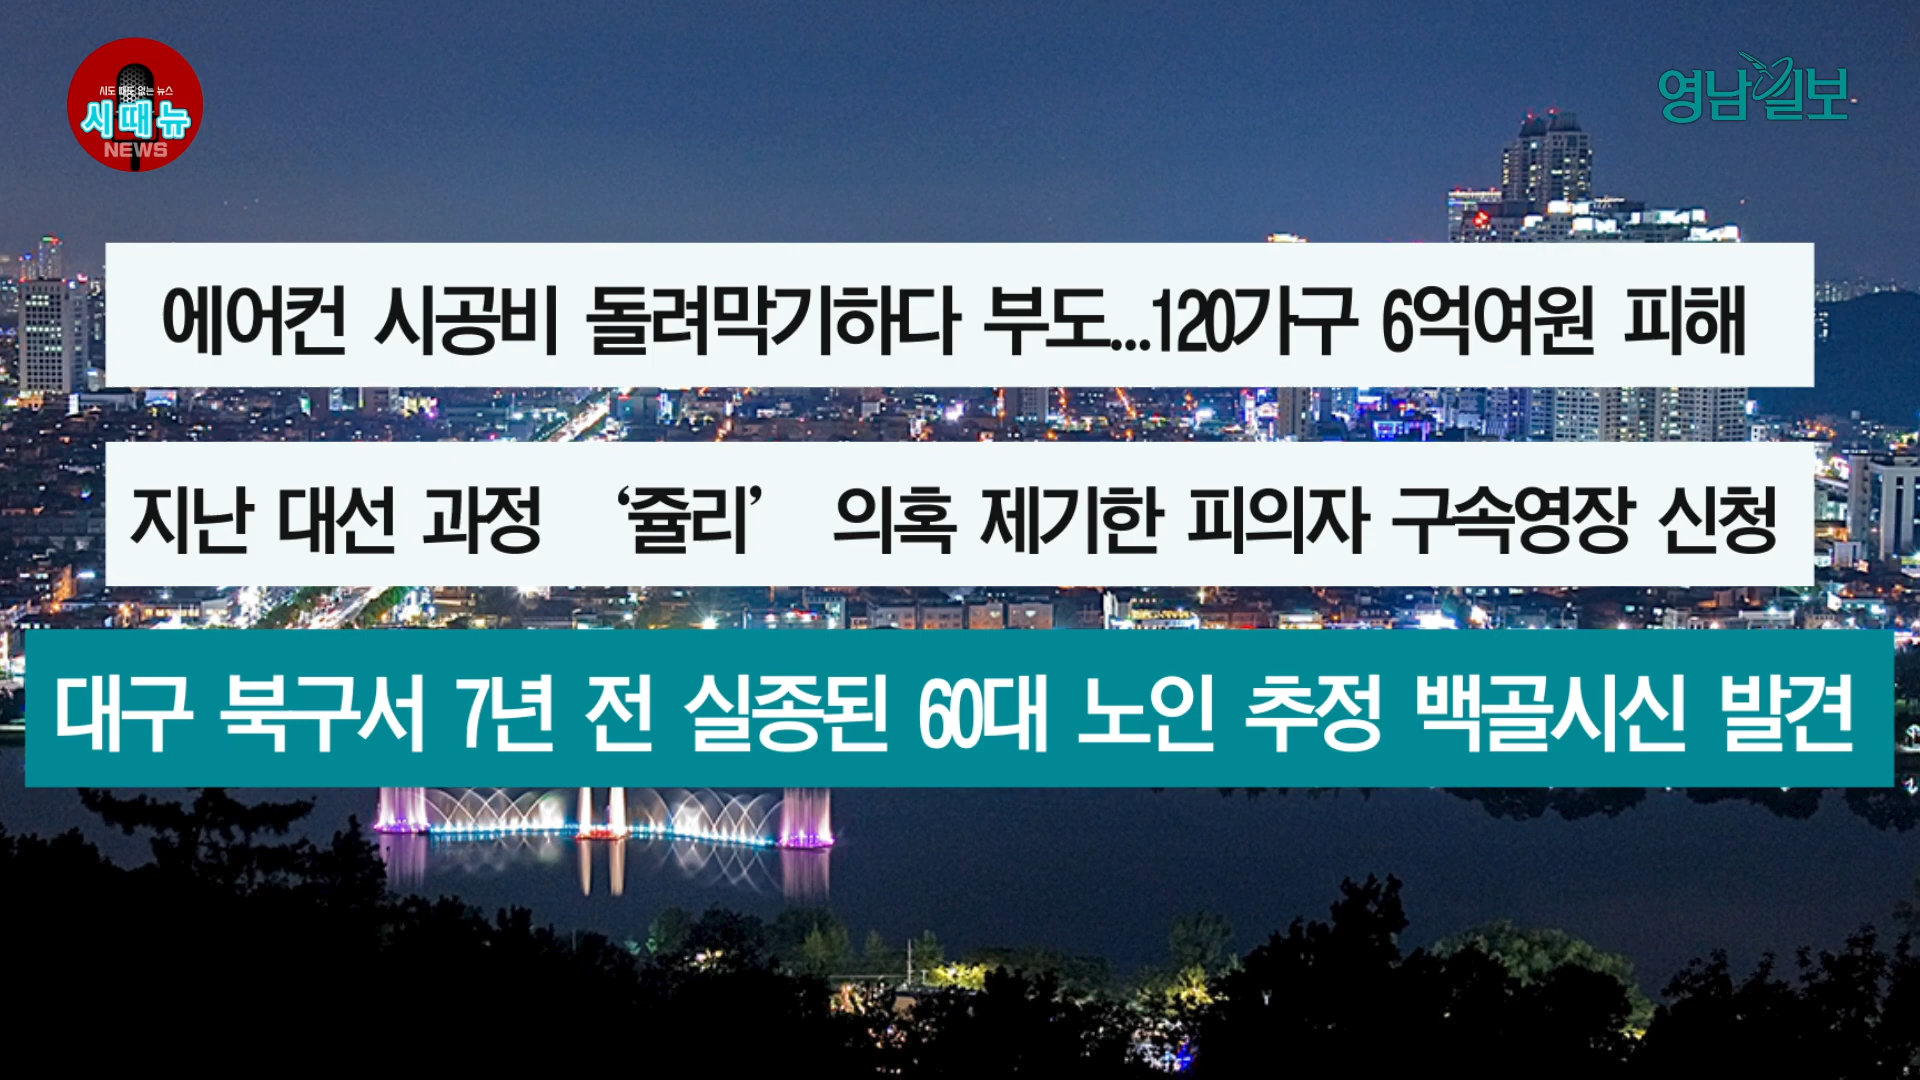 시도 때도 없는 뉴스
시때뉴
NEWS
영남일보
에어컨 시공비 돌려막기하다 부도...120가구 6억여원 피해
지난 대선 과정 ‘쥴리’ 의혹 제기한 피의자 구속영장 신청
대구 북구서 7년 전 실종된 60대 노인 추정 백골시신 발견